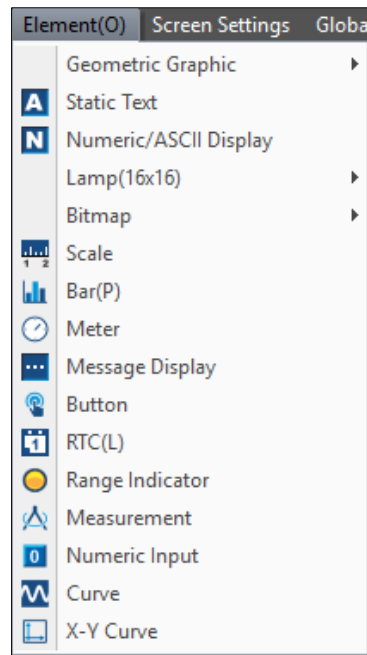 Element(O) Screen Settings Globa
Geometric Graphic
A Static Text
N Numeric/ASCII Display
Lamp(16x16)
Bitmap
1 2 Scale
Bar(P)
Meter
Message Display
Button
1 RTC(L)
Range Indicator
Measurement
0 Numeric Input
Curve
X-Y Curve